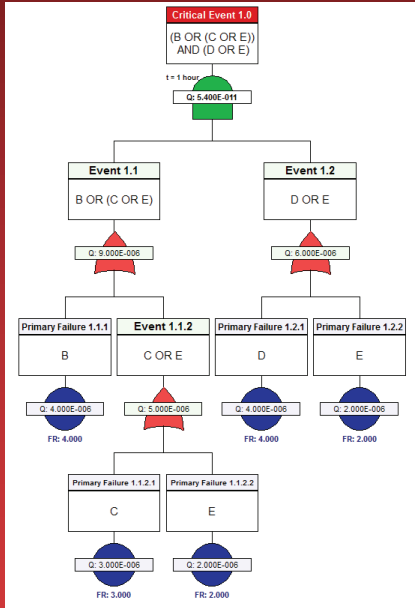 Critical Event 1.0
(B OR (C OR E))
AND (D OR E)
t = 1 hour
Q: 5.400E-011
Event 1.1
Event 1.2
B OR (C OR E)
D OR E
Q: 9.000E-006
Q: 6.000E-006
Primary Failure 1.1.1
Event 1.1.2
Primary Failure 1.2.1
Primary Failure 1.2.2
B
C OR E
D
E
Q: 4.000E-006
Q: 5.000E-006
Q: 4.000E-006
Q: 2.000E-006
FR: 4.000
FR: 4.000
FR: 2.000
Primary Failure 1.1.2.1
Primary Failure 1.1.2.2
C
E
Q: 3.000E-006
Q: 2.000E-006
FR: 3.000
FR: 2.000